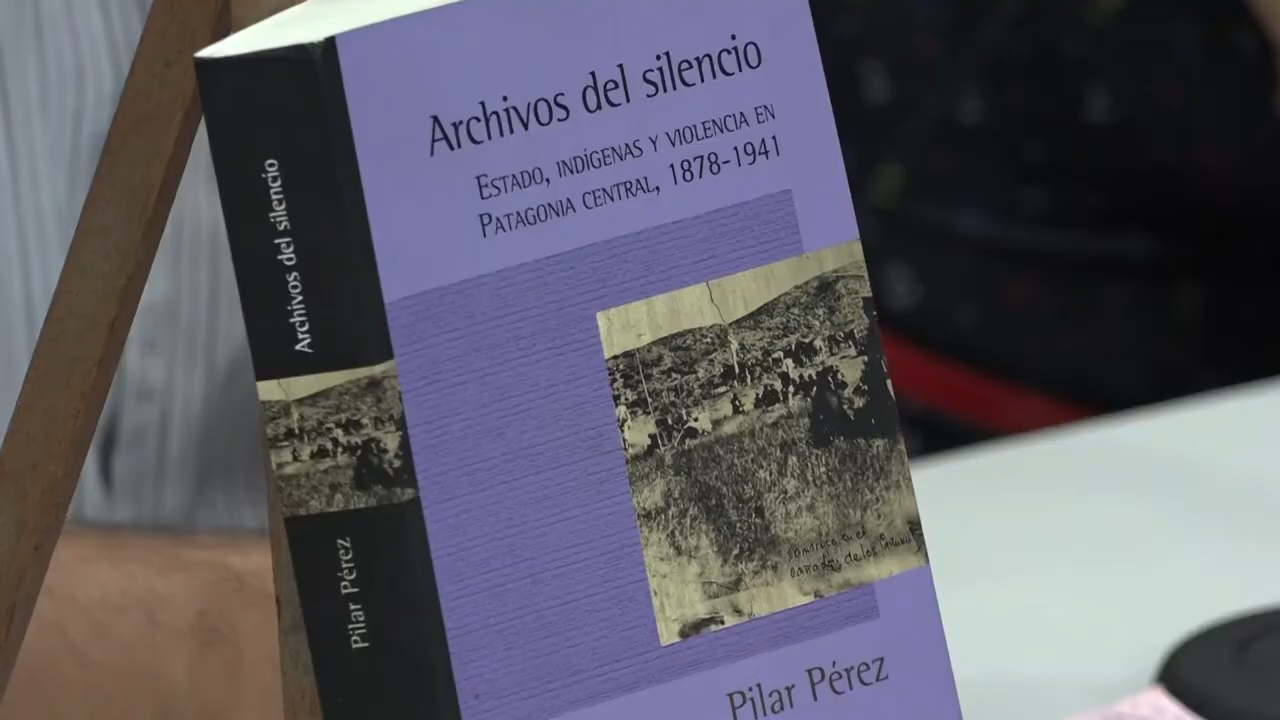 Archivos del silencio
ESTADO, INDÍGENAS Y VIOLENCIA EN
PATAGONIA CENTRAL, 1878-1941
Pilar Pérez
Archivos del silencio
Pilar Pérez